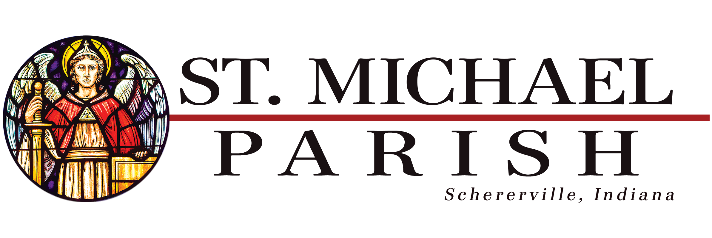 ST. MICHAEL
PARISH
Schererville, Indiana